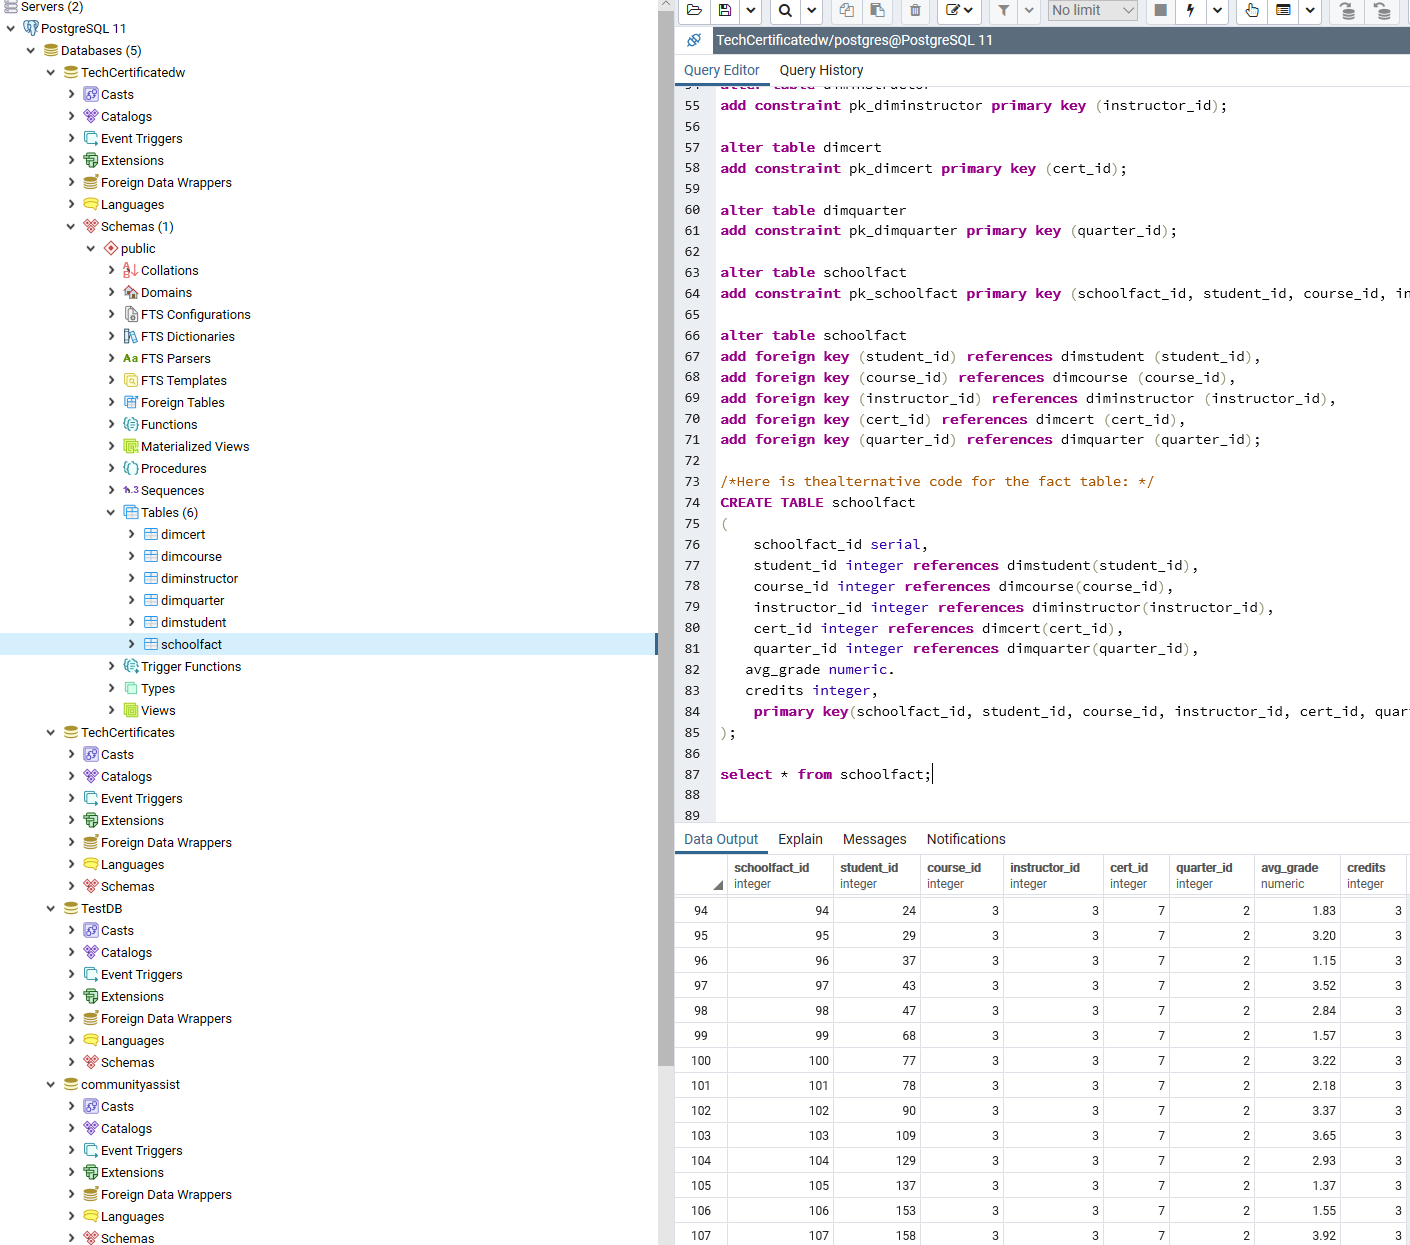 Servers (2)
PostgreSQL 11
Databases (5)
TechCertificatedw
Casts
Catalogs
Event Triggers
Extensions
Foreign Data Wrappers
Languages
Schemas (1)
public
Collations
Domains
FTS Configurations
FTS Dictionaries
Aa FTS Parsers
FTS Templates
Foreign Tables
Functions
Materialized Views
Procedures
1..3 Sequences
Tables (6)
dimcert
dimcourse
diminstructor
dimquarter
dimstudent
schoolfact
Trigger Functions
Types
Views
TechCertificates
Casts
Catalogs
Event Triggers
Extensions
Foreign Data Wrappers
Languages
Schemas
TestDB
Casts
Catalogs
Event Triggers
Extensions
Foreign Data Wrappers
Languages
Schemas
communityassist
Casts
Catalogs
Event Triggers
Extensions
Foreign Data Wrappers
Languages
Schemas
No limit
TechCertificatedw/postgres@PostgreSQL 11
Query Editor Query History
54 alter table diminstructor
55 add constraint pk_diminstructor primary key (instructor_id);
56
57 alter table dimcert
58 add constraint pk_dimcert primary key (cert_id);
59
60 alter table dimquarter
61 add constraint pk_dimquarter primary key (quarter_id);
62
63 alter table schoolfact
64 add constraint pk_schoolfact primary key (schoolfact_id, student_id, course_id, in
65
66 alter table schoolfact
67 add foreign key (student_id) references dimstudent (student_id),
68 add foreign key (course_id) references dimcourse (course_id),
69 add foreign key (instructor_id) references diminstructor (instructor_id),
70 add foreign key (cert_id) references dimcert (cert_id),
71 add foreign key (quarter_id) references dimquarter (quarter_id);
72
73 /*Here is thealternative code for the fact table: */
74 CREATE TABLE schoolfact
75 (
76 schoolfact_id serial,
77 student_id integer references dimstudent(student_id),
78 course_id integer references dimcourse(course_id),
79 instructor_id integer references diminstructor(instructor_id),
80 cert_id integer references dimcert(cert_id),
81 quarter_id integer references dimquarter(quarter_id),
82 avg_grade numeric.
83 credits integer,
84 primary key(schoolfact_id, student_id, course_id, instructor_id, cert_id, quar
85 );
86
87 select * from schoolfact;
88
89
Data Output Explain Messages Notifications
schoolfact_id student_id course_id instructor_id cert_id quarter_id avg_grade credits
integer integer integer integer integer integer numeric integer
94 94 24 3 3 7 2 1.83 3
95 95 29 3 3 7 2 3.20 3
96 96 37 3 3 7 2 1.15 3
97 97 43 3 3 7 2 3.52 3
98 98 47 3 3 7 2 2.84 3
99 99 68 3 3 7 2 1.57 3
100 100 77 3 3 7 2 3.22 3
101 101 78 3 3 7 2 2.18 3
102 102 90 3 3 7 2 3.37 3
103 103 109 3 3 7 2 3.65 3
104 104 129 3 3 7 2 2.93 3
105 105 137 3 3 7 2 1.37 3
106 106 153 3 3 7 2 1.55 3
107 107 158 3 3 7 2 3.92 3